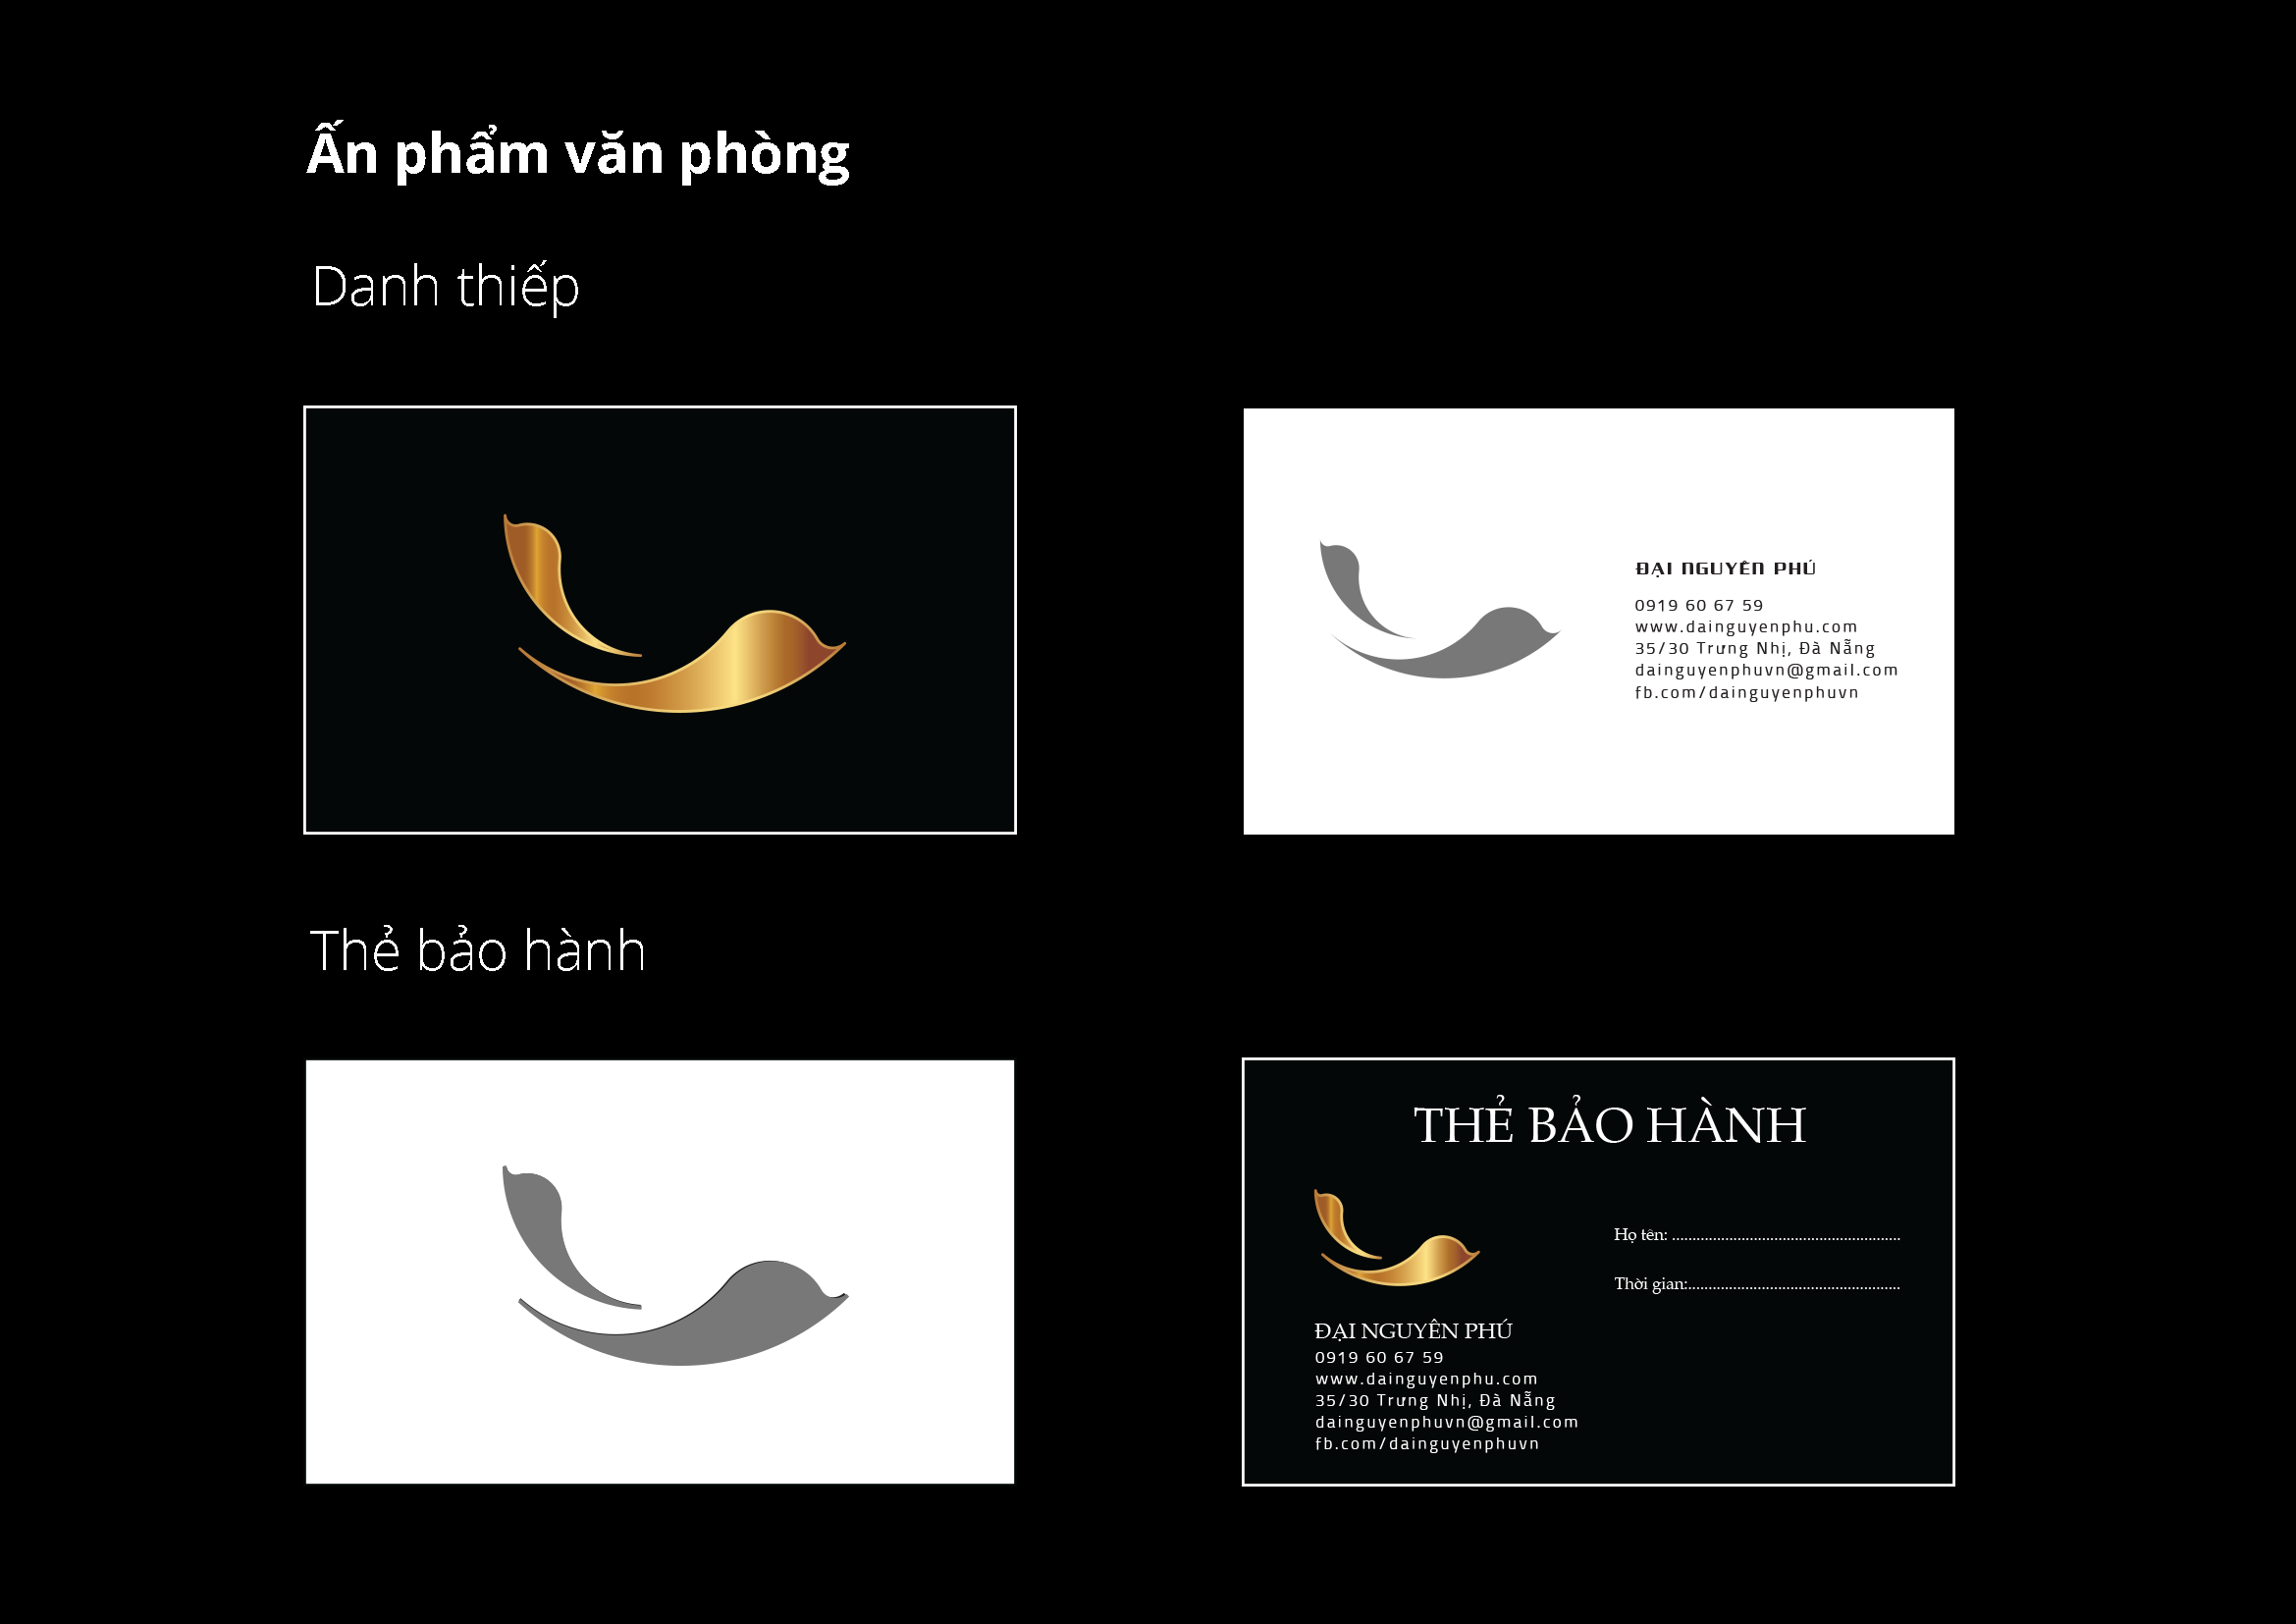 Ấn phẩm văn phòng
Danh thiếp
ĐẠI NGUYÊN PHÚ
0919 60 67 59
www.dainguyenphu.com
35/30 Trưng Nhị, Đà Nẵng
dainguyenphuvn@gmail.com
fb.com/dainguyenphuvn
Thẻ bảo hành
THẺ BẢO HÀNH
Họ tên: ........................................................
Thời gian:....................................................
ĐẠI NGUYÊN PHÚ
0919 60 67 59
www.dainguyenphu.com
35/30 Trưng Nhị, Đà Nẵng
dainguyenphuvn@gmail.com
fb.com/dainguyenphuvn